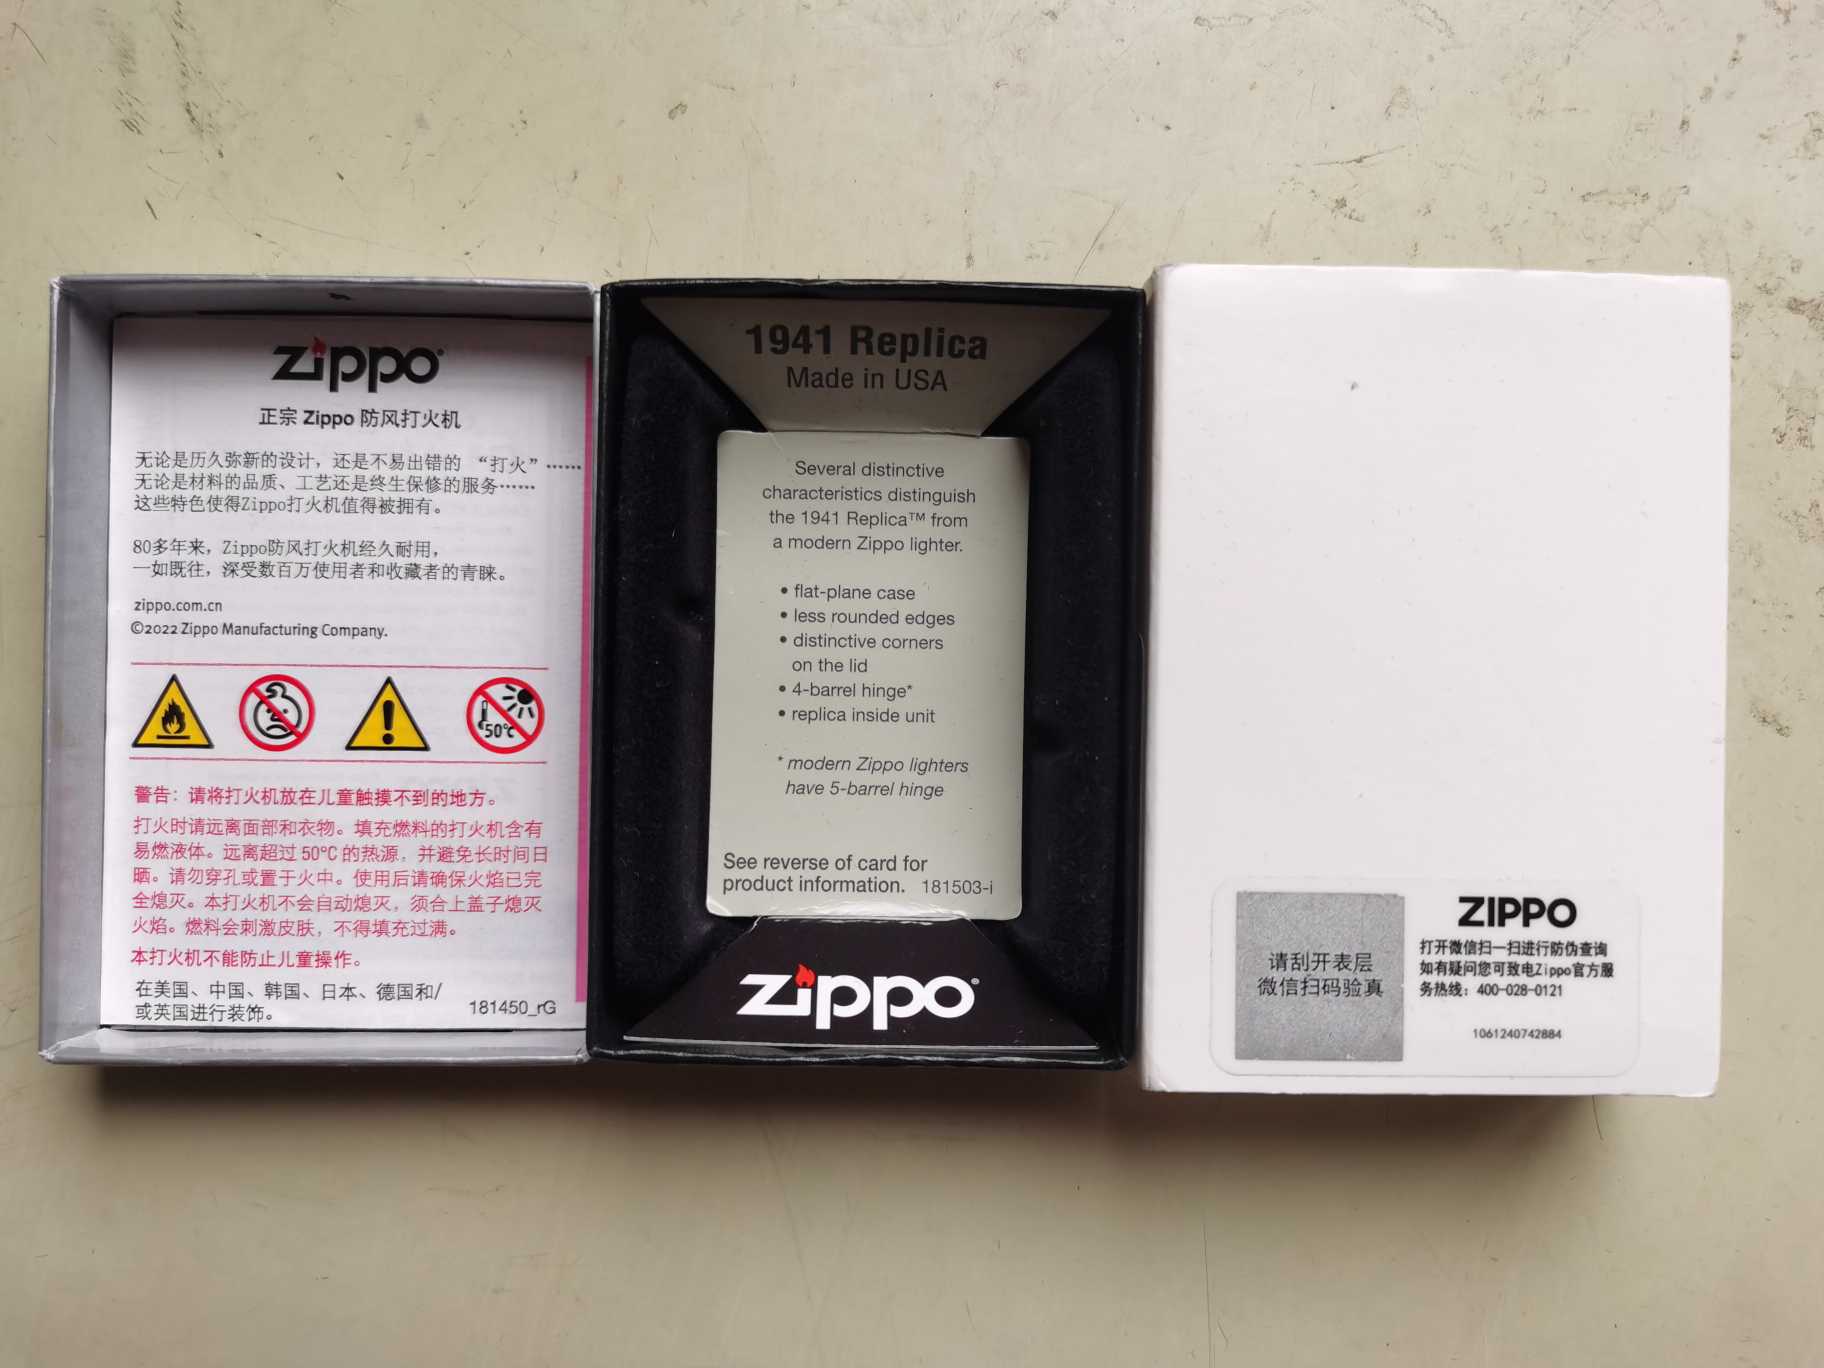 zippo
正宗 Zippo 防风打火机
无论是历久弥新的设计，还是不易出错的 “打火”……
无论是材料的品质、工艺还是终生保修的服务……
这些特色使得Zippo打火机值得被拥有。
80多年来，Zippo防风打火机经久耐用，
一如既往，深受数百万使用者和收藏者的青睐。
zippo.com.cn
©2022 Zippo Manufacturing Company.
50°C
警告：请将打火机放在儿童触摸不到的地方。
打火时请远离面部和衣物。填充燃料的打火机含有
易燃液体。远离超过 50°C 的热源，并避免长时间日
晒。请勿穿孔或置于火中。使用后请确保火焰已完
全熄灭。本打火机不会自动熄灭，须合上盖子熄灭
火焰。燃料会刺激皮肤，不得填充过满。
本打火机不能防止儿童操作。
在美国、中国、韩国、日本、德国和/
或英国进行装饰。
181450_rG
1941 Replica
Made in USA
Several distinctive
characteristics distinguish
the 1941 Replica™ from
a modern Zippo lighter.
• flat-plane case
• less rounded edges
• distinctive corners
on the lid
• 4-barrel hinge*
• replica inside unit
* modern Zippo lighters
have 5-barrel hinge
See reverse of card for
product information. 181503-i
zippo®
请刮开表层
微信扫码验真
ZIPPO
打开微信扫一扫进行防伪查询
如有疑问您可致电Zippo官方服
务热线：400-028-0121
1061240742884